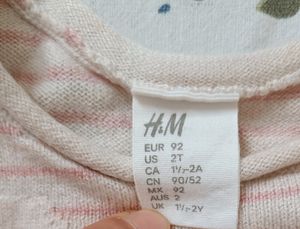 H&M
EUR 92
US 2T
CA 1½-2A
CN 90/52
MX 92
AUS 2
UK 1½-2Y